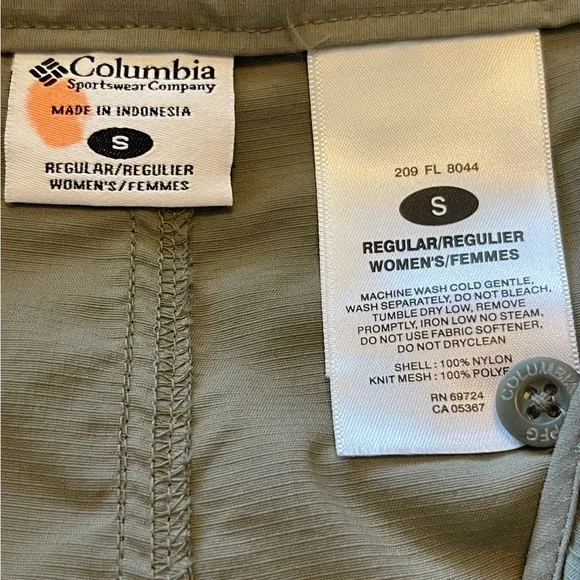 Columbia
Sportswear Company
MADE IN INDONESIA
S
REGULAR/REGULIER
WOMEN'S/FEMMES
209 FL 8044
S
REGULAR/REGULIER
WOMEN'S/FEMMES
MACHINE WASH COLD GENTLE,
WASH SEPARATELY, DO NOT BLEACH,
TUMBLE DRY LOW, REMOVE
PROMPTLY, IRON LOW NO STEAM,
DO NOT USE FABRIC SOFTENER,
DO NOT DRYCLEAN
SHELL : 100% NYLON
KNIT MESH : 100%
RN 69724
CA 05367
COLUMBIA
PFG